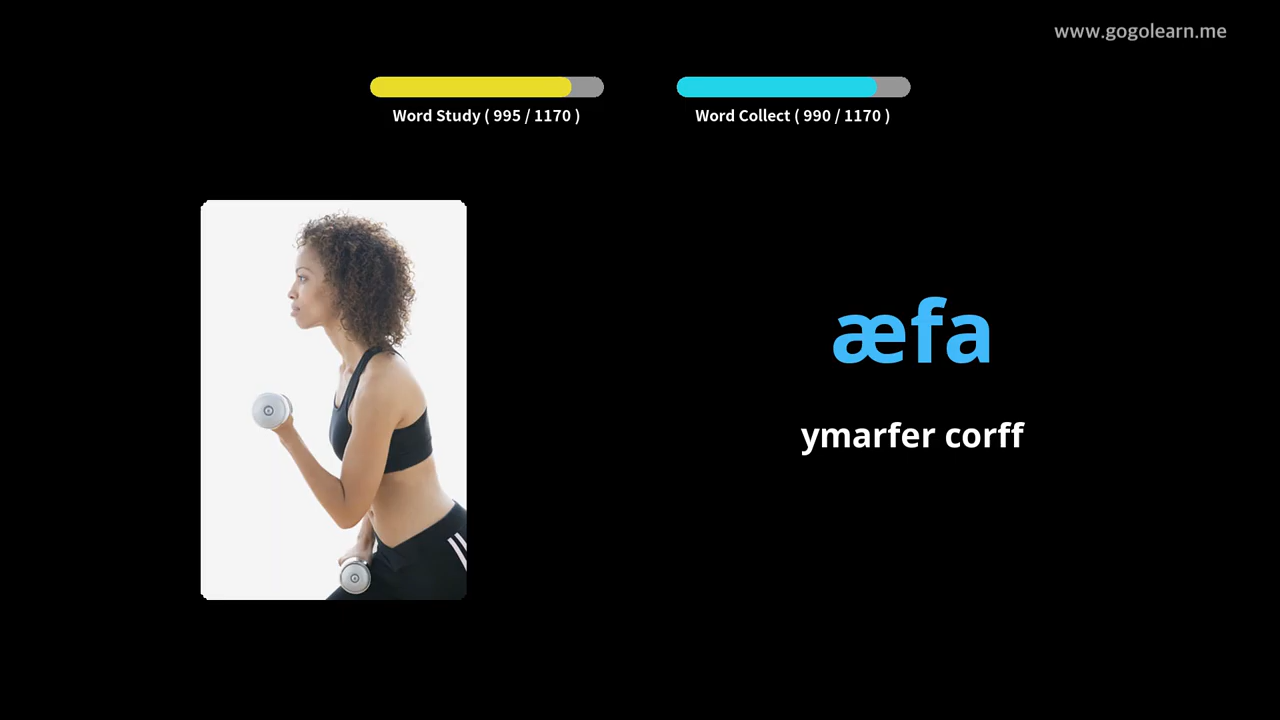 www.gogolearn.me
Word Study ( 995 / 1170 )
Word Collect ( 990 / 1170 )
æfa
ymarfer corff